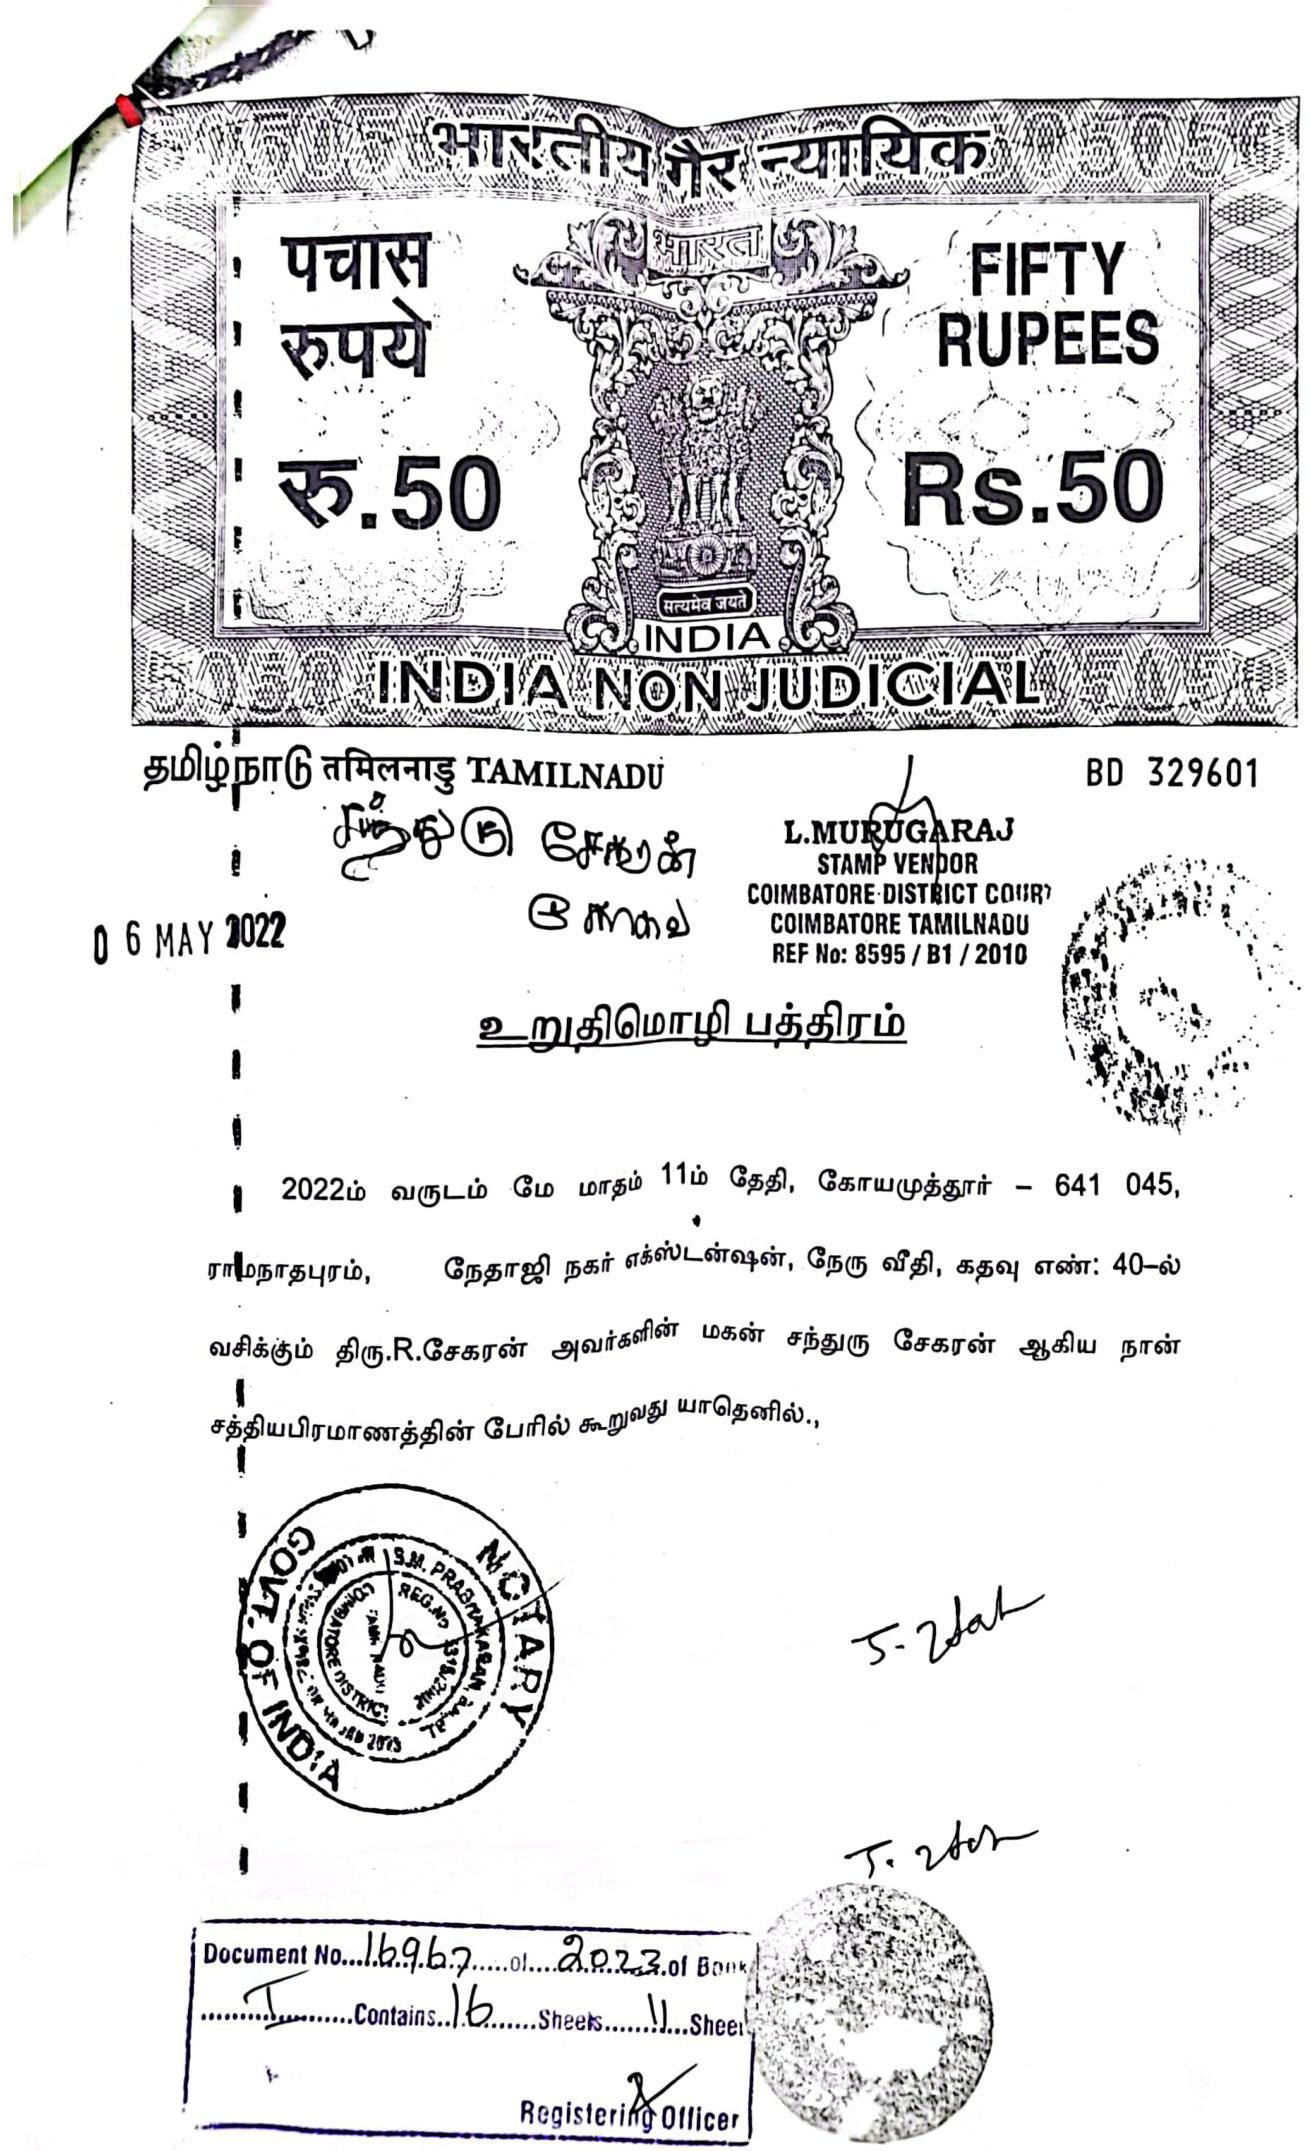 भारतीय गैर न्यायिक
भारत
पचास
रुपये
रु.50
FIFTY
RUPEES
Rs.50
सत्यमेव जयते
INDIA
INDIA NON JUDICIAL
தமிழ்நாடு तमिलनाडु TAMILNADU
BD 329601
சந்துரு சேகரன்
கோவை
06 MAY 2022
L.MURUGARAJ
STAMP VENDOR
COIMBATORE DISTRICT COURT
COIMBATORE TAMILNADU
REF No: 8595 / B1 / 2010
உறுதிமொழி பத்திரம்
2022ம் வருடம் மே மாதம் 11ம் தேதி, கோயமுத்தூர் – 641 045,
ராமநாதபுரம், நேதாஜி நகர் எக்ஸ்டன்ஷன், நேரு வீதி, கதவு எண்: 40–ல்
வசிக்கும் திரு.R.சேகரன் அவர்களின் மகன் சந்துரு சேகரன் ஆகிய நான்
சத்தியபிரமாணத்தின் பேரில் கூறுவது யாதெனில்.,
NOTARY
GOVT. OF INDIA
S.M. PRABHAKARAN
REG.NO
COIMBATORE DISTRICT
TAMIL NADU
Document No...16967.....of....2023.of Book
I Contains..16......Sheets......11...Sheet
Registering Officer